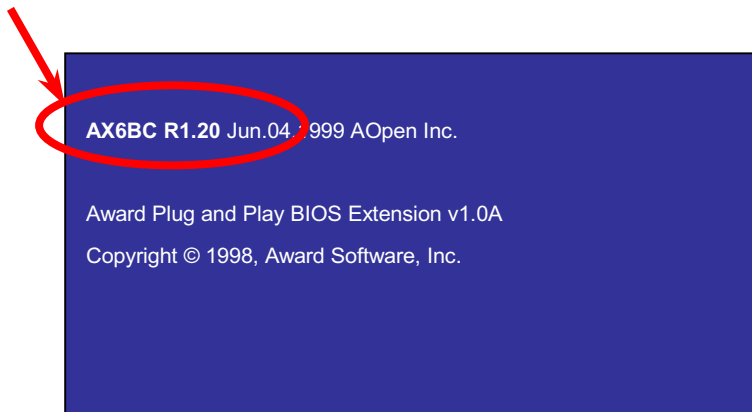 AX6BC R1.20 Jun.04.1999 AOpen Inc.
Award Plug and Play BIOS Extension v1.0A
Copyright © 1998, Award Software, Inc.